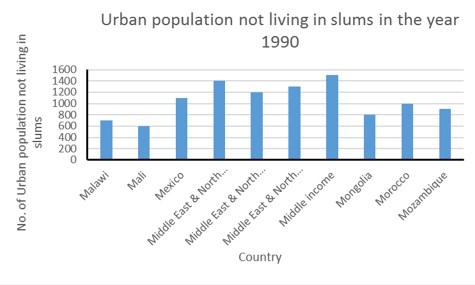 Urban population not living in slums in the year
1990
No. of Urban population not living in
slums
1600
1400
1200
1000
800
600
400
200
0
Malawi
Mali
Mexico
Middle East & North...
Middle East & North...
Middle East & North...
Middle income
Mongolia
Morocco
Mozambique
Country